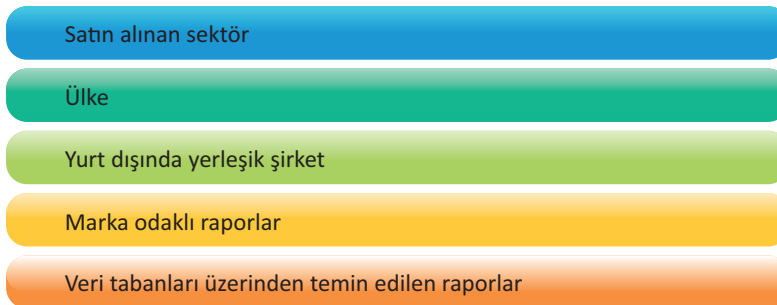 Satın alınan sektör
Ülke
Yurt dışında yerleşik şirket
Marka odaklı raporlar
Veri tabanları üzerinden temin edilen raporlar